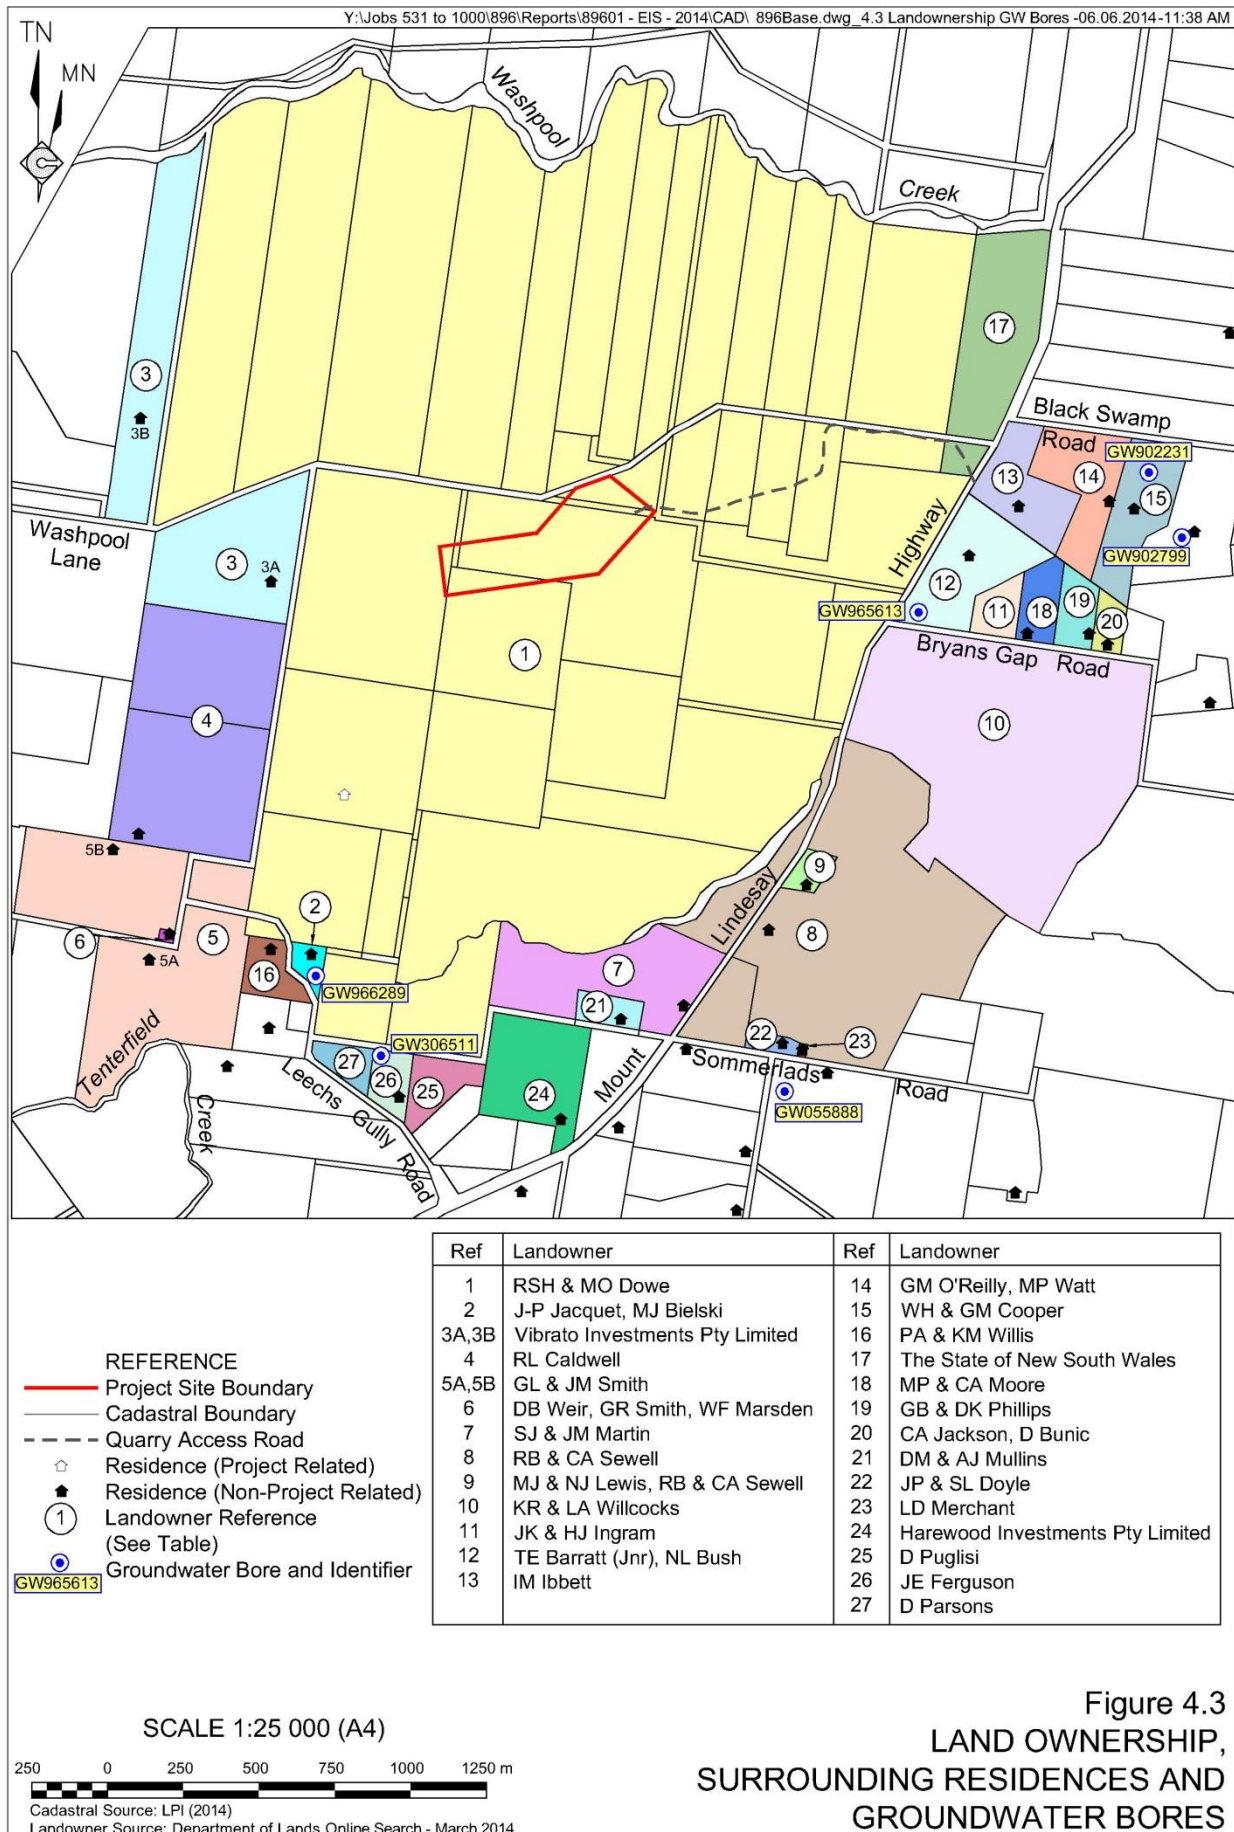 Y:\Jobs 531 to 1000\896\Reports\89601 - EIS - 2014\CAD\ 896Base.dwg_4.3 Landownership GW Bores -06.06.2014-11:38 AM
TN
MN
Washpool
Creek
17
3
3B
Black Swamp
Road
GW902231
13
14
15
Washpool
Lane
3
3A
Highway
GW902799
12
GW965613
11
18
19
20
1
Bryans Gap Road
4
10
5B
9
Lindesay
2
6
5
5A
8
16
7
GW966289
21
22
23
GW306511
Mount
Sommerlads
Road
27
26
25
24
Tenterfield
Creek
Leechs Gully Road
GW055888
REFERENCE
Project Site Boundary
Cadastral Boundary
Quarry Access Road
Residence (Project Related)
Residence (Non-Project Related)
1 Landowner Reference
(See Table)
Groundwater Bore and Identifier
GW965613
Ref Landowner Ref Landowner
1 RSH & MO Dowe 14 GM O'Reilly, MP Watt
2 J-P Jacquet, MJ Bielski 15 WH & GM Cooper
3A,3B Vibrato Investments Pty Limited 16 PA & KM Willis
4 RL Caldwell 17 The State of New South Wales
5A,5B GL & JM Smith 18 MP & CA Moore
6 DB Weir, GR Smith, WF Marsden 19 GB & DK Phillips
7 SJ & JM Martin 20 CA Jackson, D Bunic
8 RB & CA Sewell 21 DM & AJ Mullins
9 MJ & NJ Lewis, RB & CA Sewell 22 JP & SL Doyle
10 KR & LA Willcocks 23 LD Merchant
11 JK & HJ Ingram 24 Harewood Investments Pty Limited
12 TE Barratt (Jnr), NL Bush 25 D Puglisi
13 IM Ibbett 26 JE Ferguson
27 D Parsons
SCALE 1:25 000 (A4)
250 0 250 500 750 1000 1250 m
Cadastral Source: LPI (2014)
Landowner Source: Department of Lands Online Search - March 2014
Figure 4.3
LAND OWNERSHIP,
SURROUNDING RESIDENCES AND
GROUNDWATER BORES